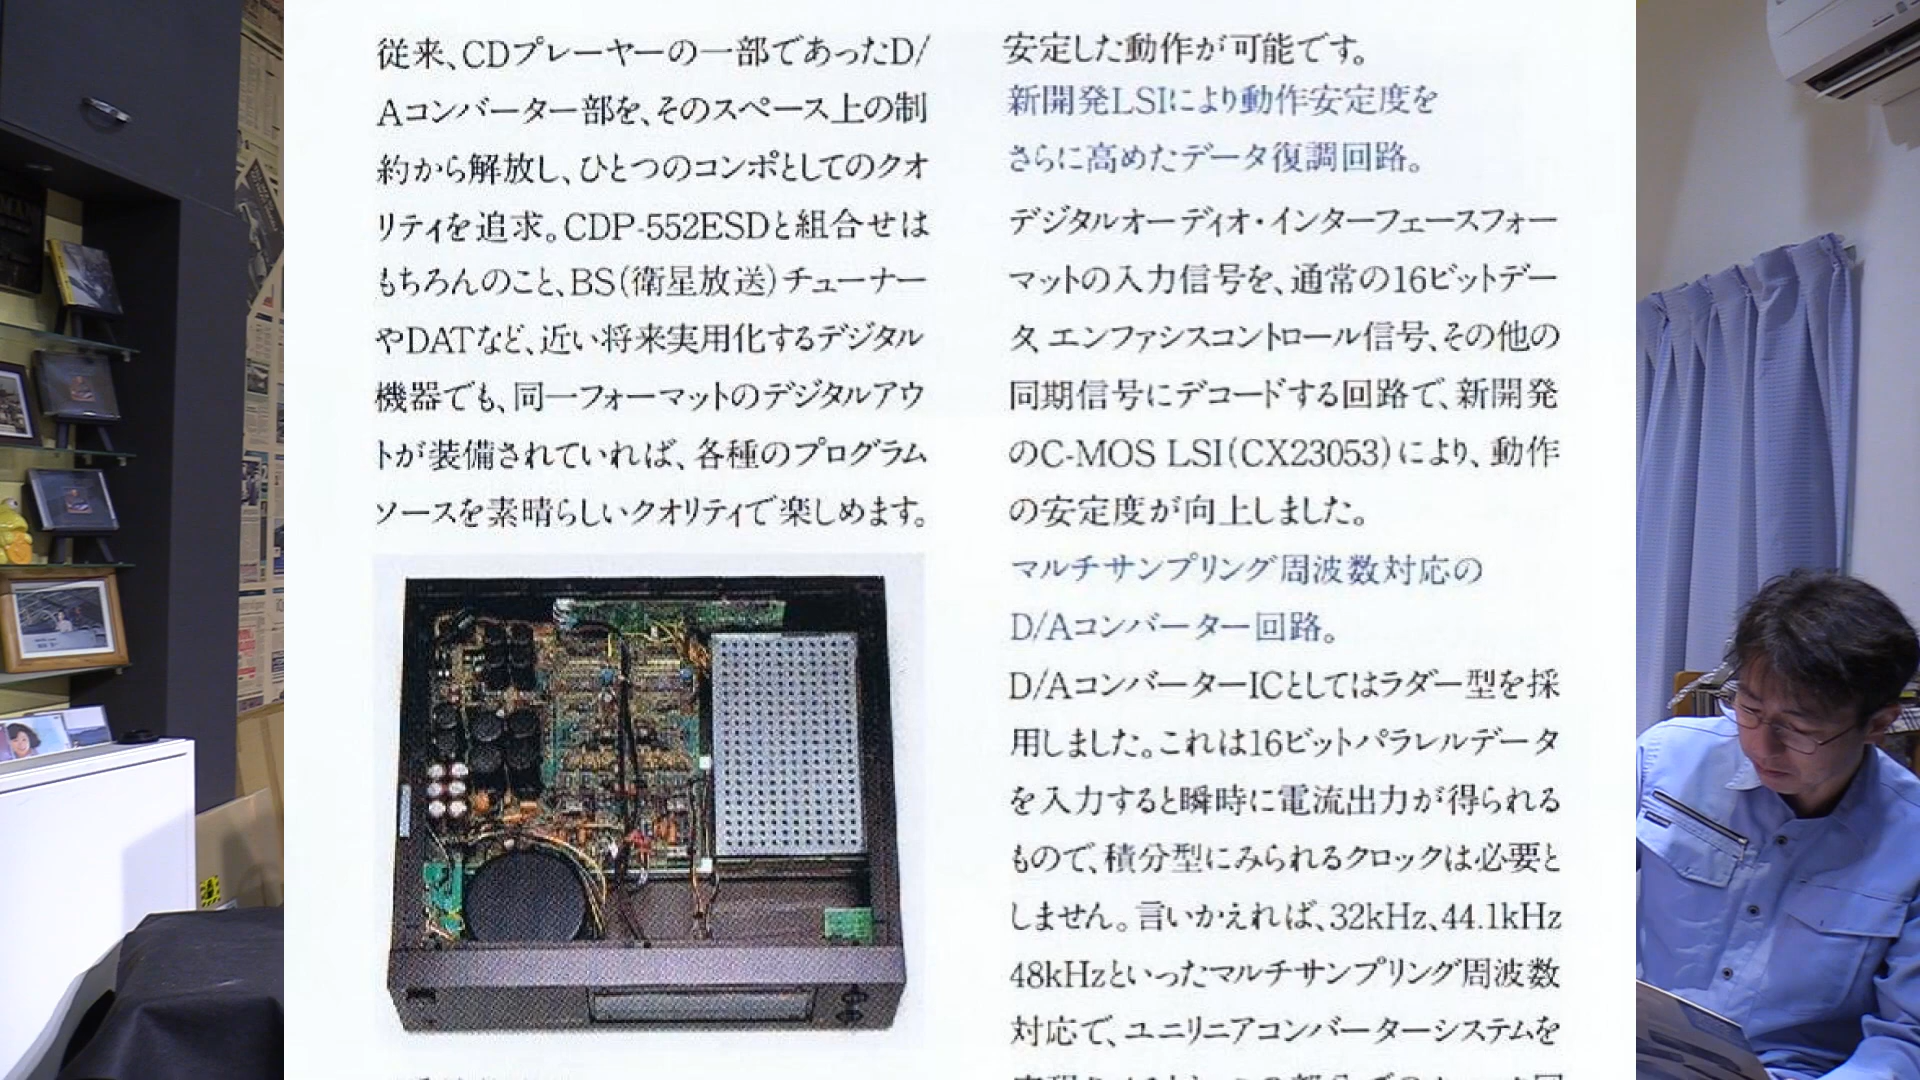 従来、CDプレーヤーの一部であったD/
Aコンバーター部を、そのスペース上の制
約から解放し、ひとつのコンポとしてのクオ
リティを追求。CDP-552ESDと組合せは
もちろんのこと、BS(衛星放送)チューナー
やDATなど、近い将来実用化するデジタル
機器でも、同一フォーマットのデジタルアウ
トが装備されていれば、各種のプログラム
ソースを素晴らしいクオリティで楽しめます。
安定した動作が可能です。
新開発LSIにより動作安定度を
さらに高めたデータ復調回路。
デジタルオーディオ・インターフェースフォー
マットの入力信号を、通常の16ビットデー
タ、エンファシスコントロール信号、その他の
同期信号にデコードする回路で、新開発
のC-MOS LSI(CX23053)により、動作
の安定度が向上しました。
マルチサンプリング周波数対応の
D/Aコンバーター回路。
D/AコンバーターICとしてはラダー型を採
用しました。これは16ビットパラレルデータ
を入力すると瞬時に電流出力が得られる
もので、積分型にみられるクロックは必要と
しません。言いかえれば、32kHz、44.1kHz
48kHzといったマルチサンプリング周波数
対応で、ユニリニアコンバーターシステムを